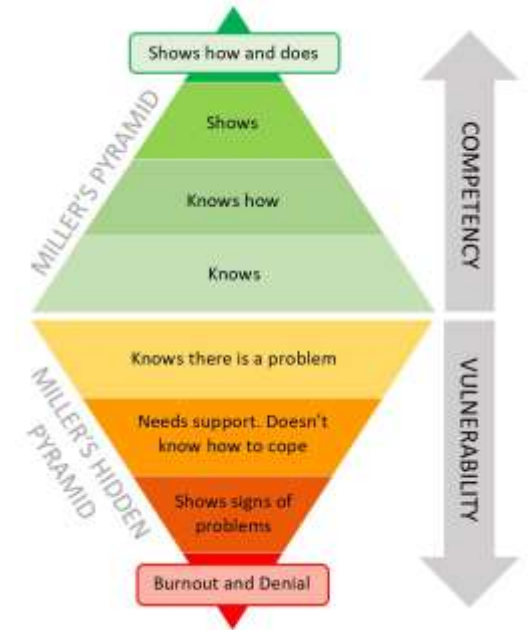 Shows how and does
Shows
Knows how
Knows
MILLER'S PYRAMID
COMPETENCY
Knows there is a problem
Needs support. Doesn't
know how to cope
Shows signs of
problems
Burnout and Denial
MILLER'S HIDDEN
PYRAMID
VULNERABILITY